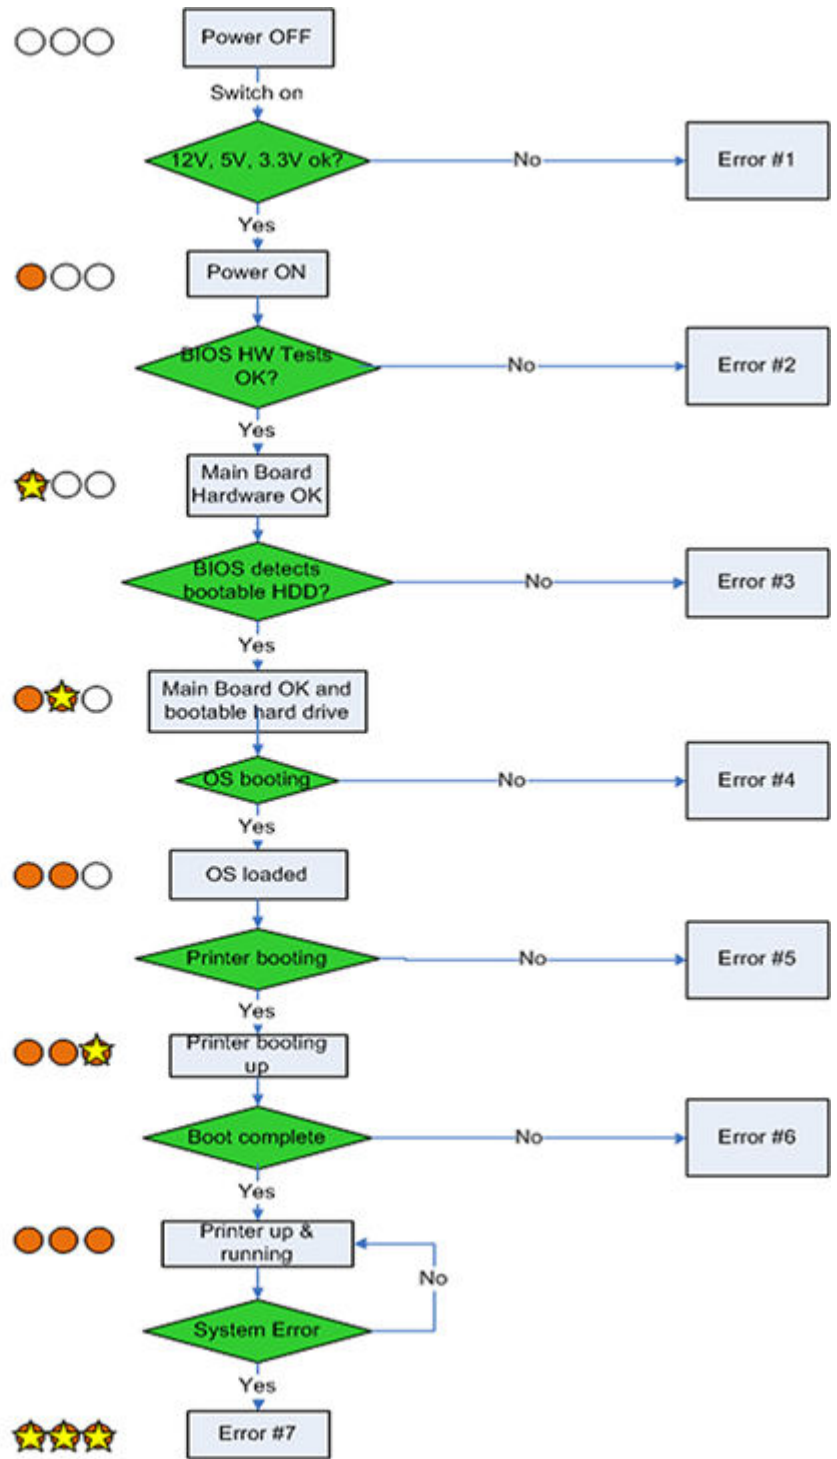 Power OFF
Switch on
12V, 5V, 3.3V ok?
No
Error #1
Yes
Power ON
BIOS HW Tests
OK?
No
Error #2
Yes
Main Board
Hardware OK
BIOS detects
bootable HDD?
No
Error #3
Yes
Main Board OK and
bootable hard drive
OS booting
No
Error #4
Yes
OS loaded
Printer booting
No
Error #5
Yes
Printer booting
up
Boot complete
No
Error #6
Yes
Printer up &
running
No
System Error
Yes
Error #7